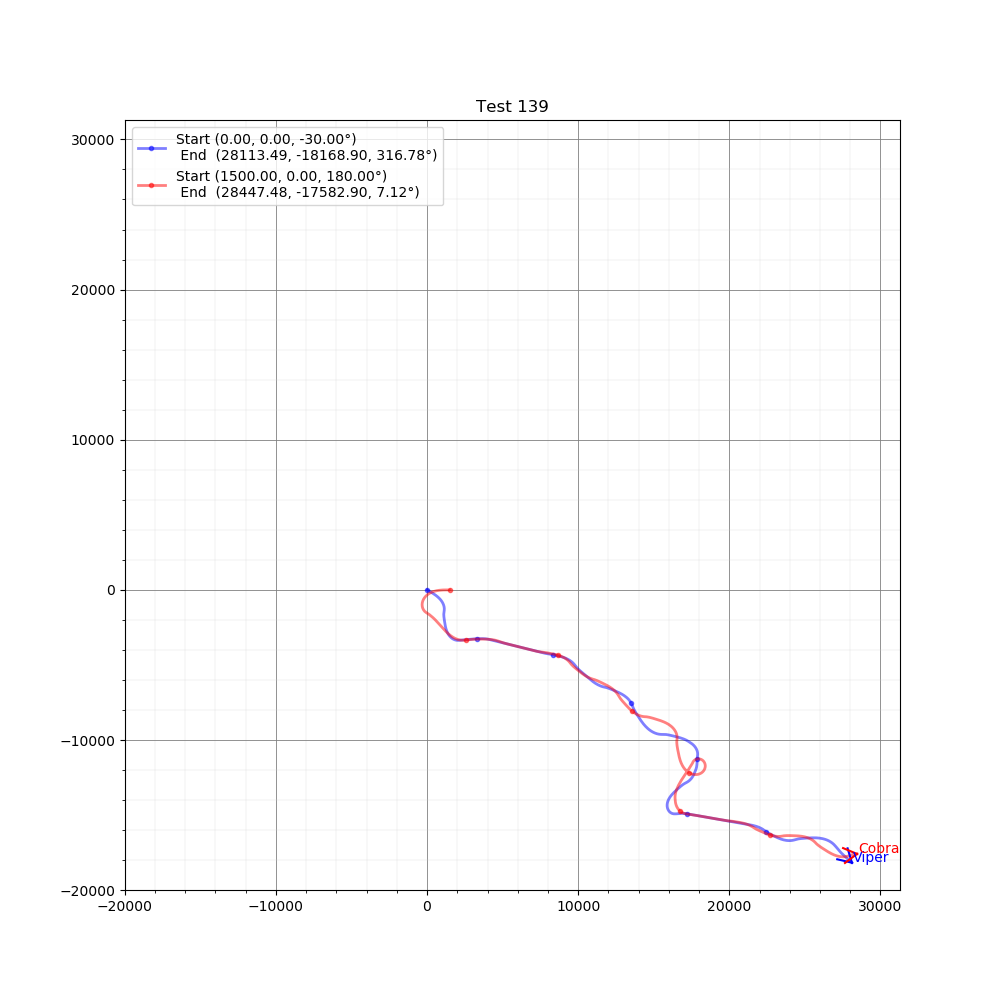 Test 139
Start (0.00, 0.00, -30.00°)
End (28113.49, -18168.90, 316.78°)
Start (1500.00, 0.00, 180.00°)
End (28447.48, -17582.90, 7.12°)
30000
20000
10000
0
−10000
−20000
Cobra
Viper
−20000 −10000 0 10000 20000 30000